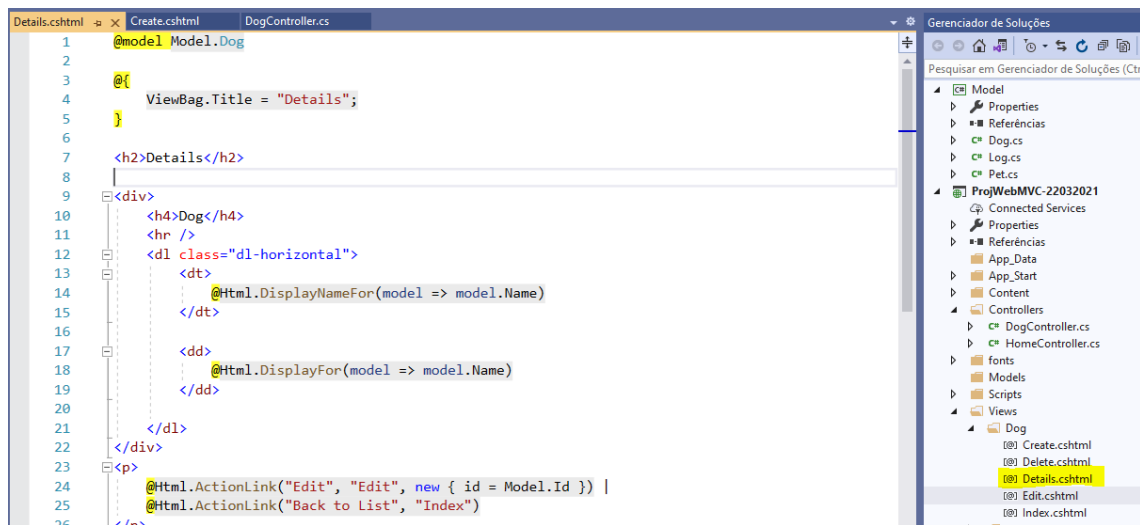 Details.cshtml Create.cshtml DogController.cs
1 @model Model.Dog
2
3 @{
4 ViewBag.Title = "Details";
5 }
6
7 <h2>Details</h2>
8
9 <div>
10 <h4>Dog</h4>
11 <hr />
12 <dl class="dl-horizontal">
13 <dt>
14 @Html.DisplayNameFor(model => model.Name)
15 </dt>
16
17 <dd>
18 @Html.DisplayFor(model => model.Name)
19 </dd>
20
21 </dl>
22 </div>
23 <p>
24 @Html.ActionLink("Edit", "Edit", new { id = Model.Id }) |
25 @Html.ActionLink("Back to List", "Index")
26 </p>
Gerenciador de Soluções
Pesquisar em Gerenciador de Soluções (Ctr
C# Model
Properties
Referências
C# Dog.cs
C# Log.cs
C# Pet.cs
ProjWebMVC-22032021
Connected Services
Properties
Referências
App_Data
App_Start
Content
Controllers
C# DogController.cs
C# HomeController.cs
fonts
Models
Scripts
Views
Dog
[@] Create.cshtml
[@] Delete.cshtml
[@] Details.cshtml
[@] Edit.cshtml
[@] Index.cshtml